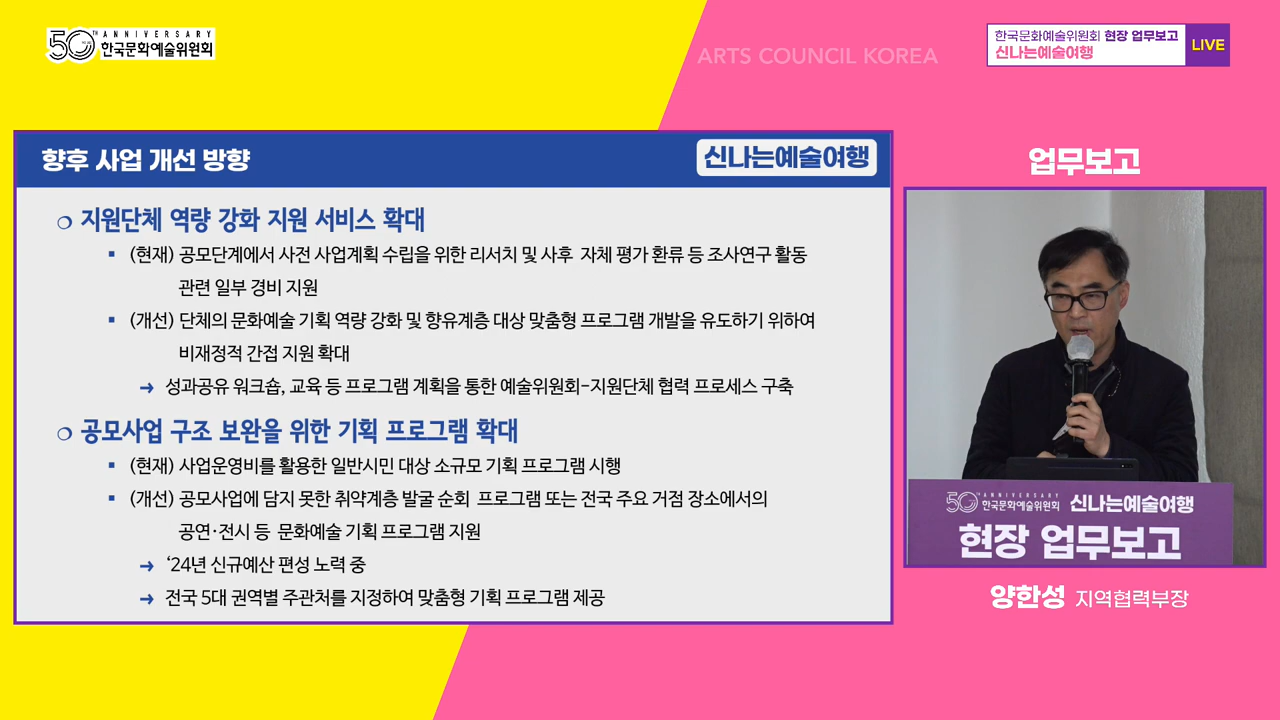 50TH ANNIVERSARY
한국문화예술위원회
ARTS COUNCIL KOREA
한국문화예술위원회 현장 업무보고
신나는예술여행
LIVE
향후 사업 개선 방향
신나는예술여행
❍ 지원단체 역량 강화 지원 서비스 확대
▪ (현재) 공모단계에서 사전 사업계획 수립을 위한 리서치 및 사후 자체 평가 환류 등 조사연구 활동
관련 일부 경비 지원
▪ (개선) 단체의 문화예술 기획 역량 강화 및 향유계층 대상 맞춤형 프로그램 개발을 유도하기 위하여
비재정적 간접 지원 확대
➔ 성과공유 워크숍, 교육 등 프로그램 계획을 통한 예술위원회-지원단체 협력 프로세스 구축
❍ 공모사업 구조 보완을 위한 기획 프로그램 확대
▪ (현재) 사업운영비를 활용한 일반시민 대상 소규모 기획 프로그램 시행
▪ (개선) 공모사업에 담지 못한 취약계층 발굴 순회 프로그램 또는 전국 주요 거점 장소에서의
공연·전시 등 문화예술 기획 프로그램 지원
➔ ‘24년 신규예산 편성 노력 중
➔ 전국 5대 권역별 주관처를 지정하여 맞춤형 기획 프로그램 제공
업무보고
50TH ANNIVERSARY
한국문화예술위원회 신나는예술여행
현장 업무보고
양한성 지역협력부장